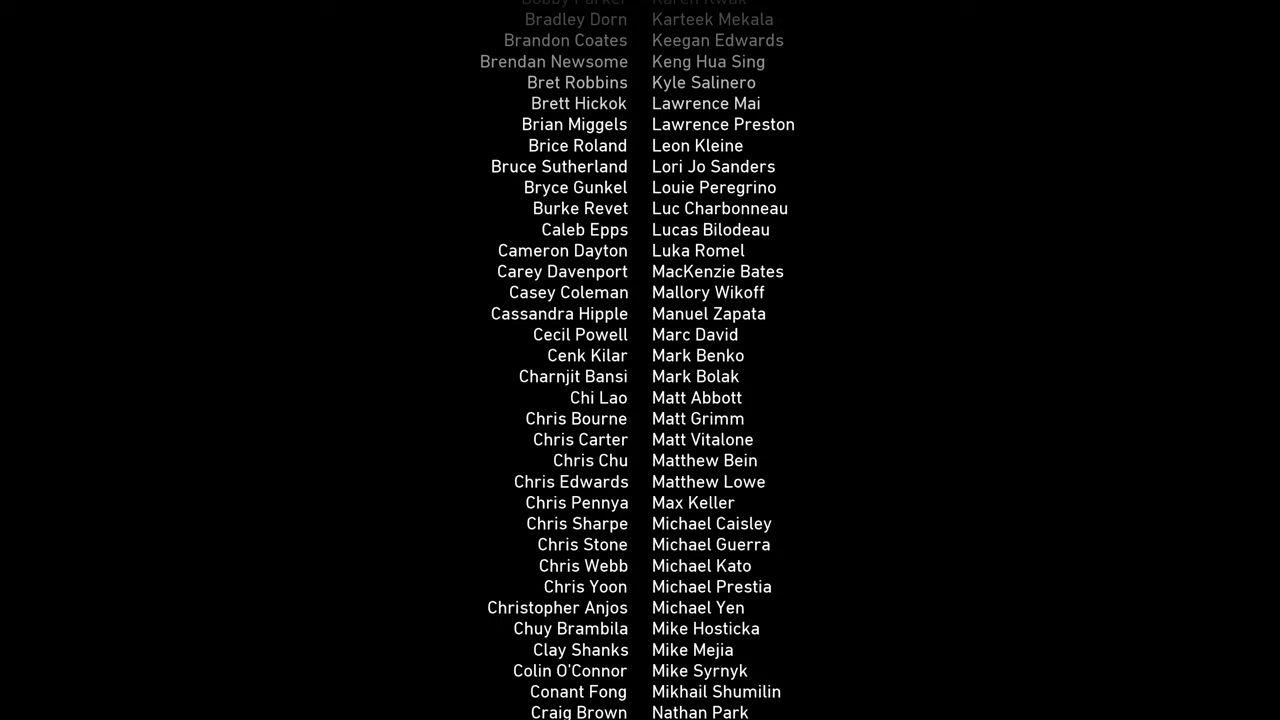 Bobby Parker Karen Kwak
Bradley Dorn Karteek Mekala
Brandon Coates Keegan Edwards
Brendan Newsome Keng Hua Sing
Bret Robbins Kyle Salinero
Brett Hickok Lawrence Mai
Brian Miggels Lawrence Preston
Brice Roland Leon Kleine
Bruce Sutherland Lori Jo Sanders
Bryce Gunkel Louie Peregrino
Burke Revet Luc Charbonneau
Caleb Epps Lucas Bilodeau
Cameron Dayton Luka Romel
Carey Davenport MacKenzie Bates
Casey Coleman Mallory Wikoff
Cassandra Hipple Manuel Zapata
Cecil Powell Marc David
Cenk Kilar Mark Benko
Charnjit Bansi Mark Bolak
Chi Lao Matt Abbott
Chris Bourne Matt Grimm
Chris Carter Matt Vitalone
Chris Chu Matthew Bein
Chris Edwards Matthew Lowe
Chris Pennya Max Keller
Chris Sharpe Michael Caisley
Chris Stone Michael Guerra
Chris Webb Michael Kato
Chris Yoon Michael Prestia
Christopher Anjos Michael Yen
Chuy Brambila Mike Hosticka
Clay Shanks Mike Mejia
Colin O'Connor Mike Syrnyk
Conant Fong Mikhail Shumilin
Craig Brown Nathan Park